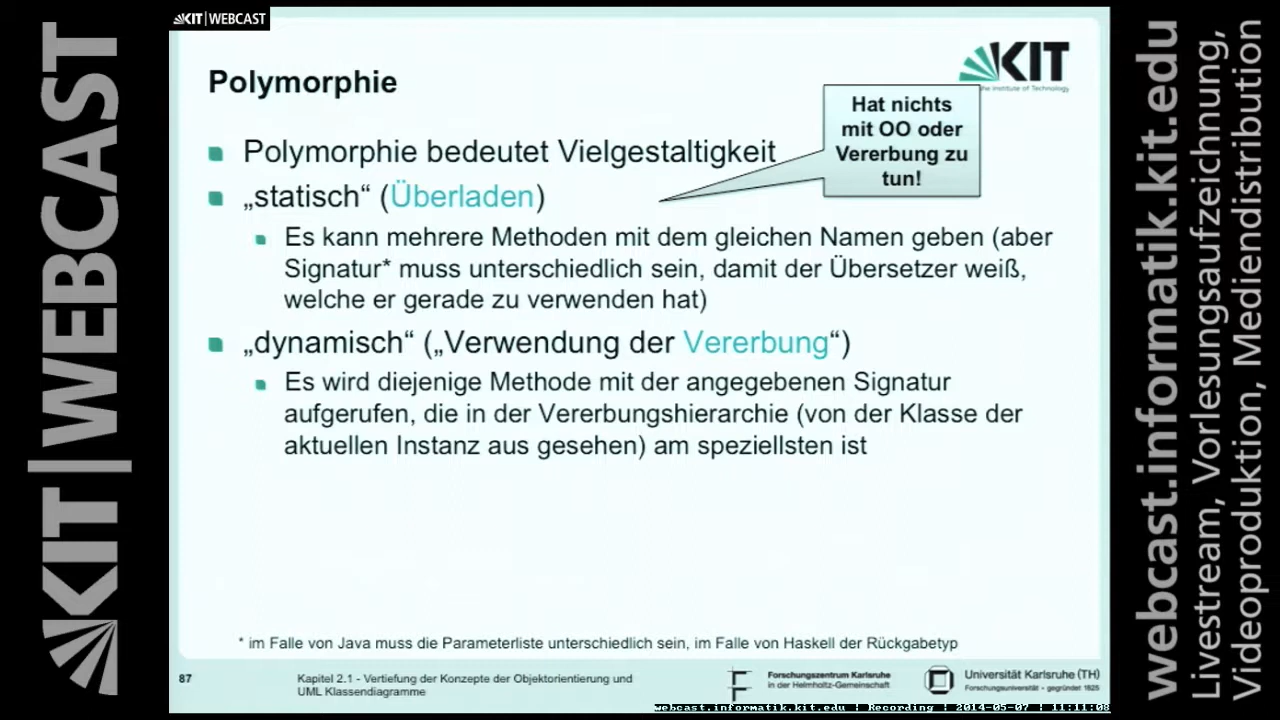 KIT | WEBCAST
KIT|WEBCAST
KIT
Polymorphie
Hat nichts
mit OO oder
Vererbung zu
tun!
Polymorphie bedeutet Vielgestaltigkeit
„statisch“ (Überladen)
Es kann mehrere Methoden mit dem gleichen Namen geben (aber
Signatur* muss unterschiedlich sein, damit der Übersetzer weiß,
welche er gerade zu verwenden hat)
„dynamisch“ („Verwendung der Vererbung“)
Es wird diejenige Methode mit der angegebenen Signatur
aufgerufen, die in der Vererbungshierarchie (von der Klasse der
aktuellen Instanz aus gesehen) am speziellsten ist
* im Falle von Java muss die Parameterliste unterschiedlich sein, im Falle von Haskell der Rückgabetyp
87
Kapitel 2.1 - Vertiefung der Konzepte der Objektorientierung und
UML Klassendiagramme
Forschungszentrum Karlsruhe
in der Helmholtz-Gemeinschaft
Universität Karlsruhe (TH)
Forschungsuniversität - gegründet 1825
webcast.informatik.kit.edu | Recording | 2014-05-07 | 11:11:08
webcast.informatik.kit.edu
Livestream, Vorlesungsaufzeichnung,
Videoproduktion, Mediendistribution